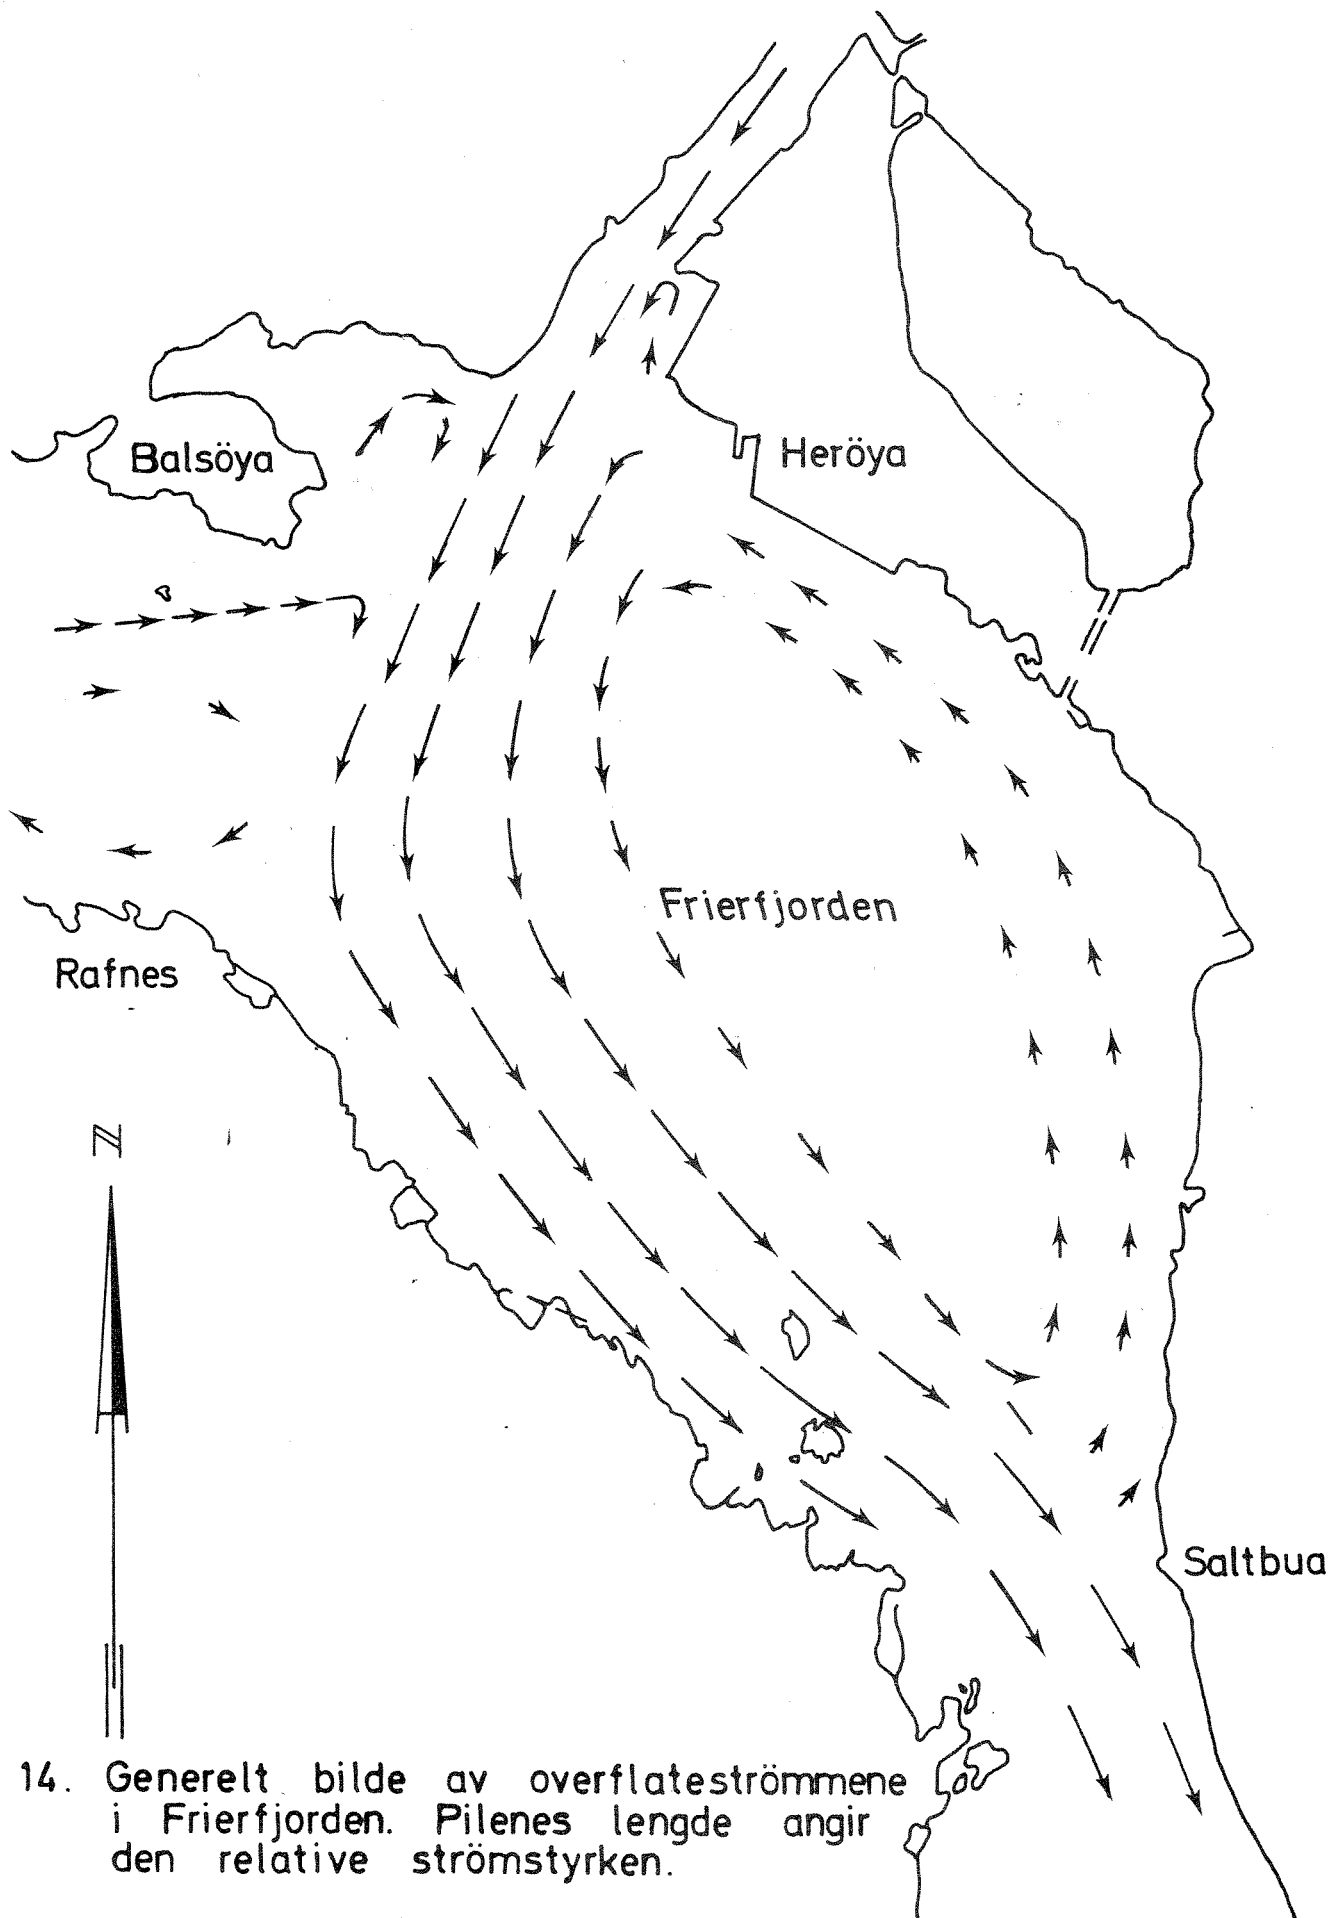 Balsöya
Heröya
Frierfjorden
Rafnes
N
Saltbua
14. Generelt bilde av overflateströmmene
i Frierfjorden. Pilenes lengde angir
den relative strömstyrken.